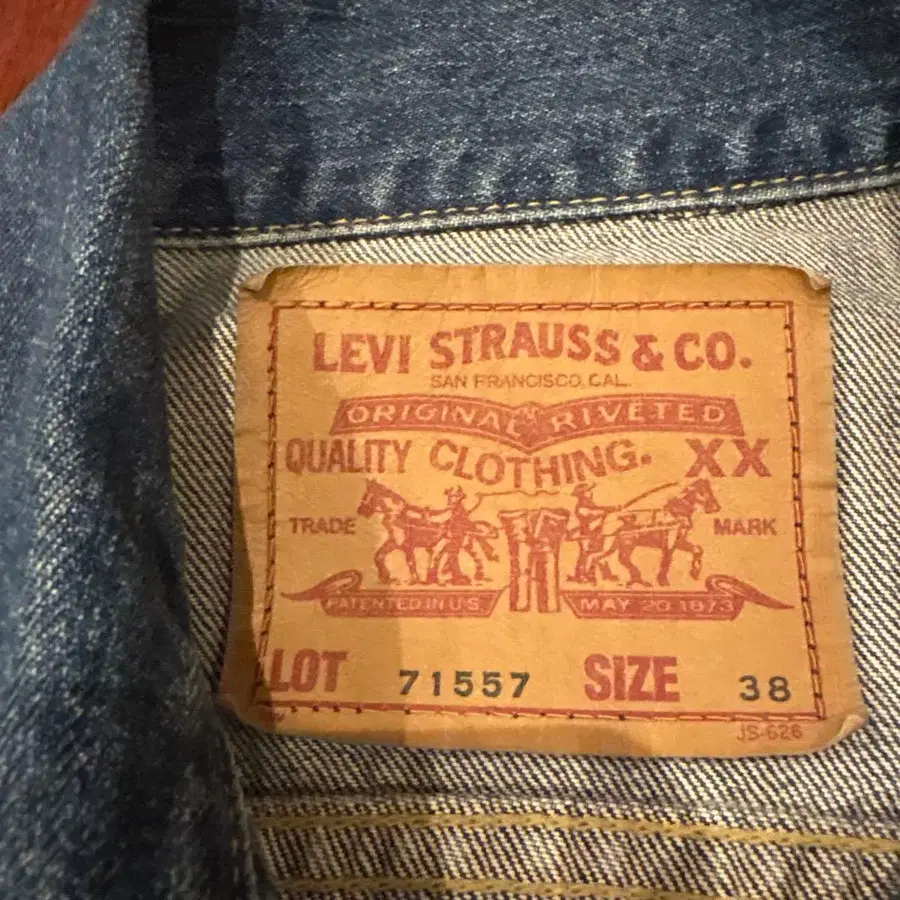 LEVI STRAUSS & CO.
SAN FRANCISCO, CAL.
ORIGINAL RIVETED
QUALITY CLOTHING. XX
TRADE MARK
PATENTED IN U.S. MAY 20 1873
LOT 71557 SIZE 38
JS-626